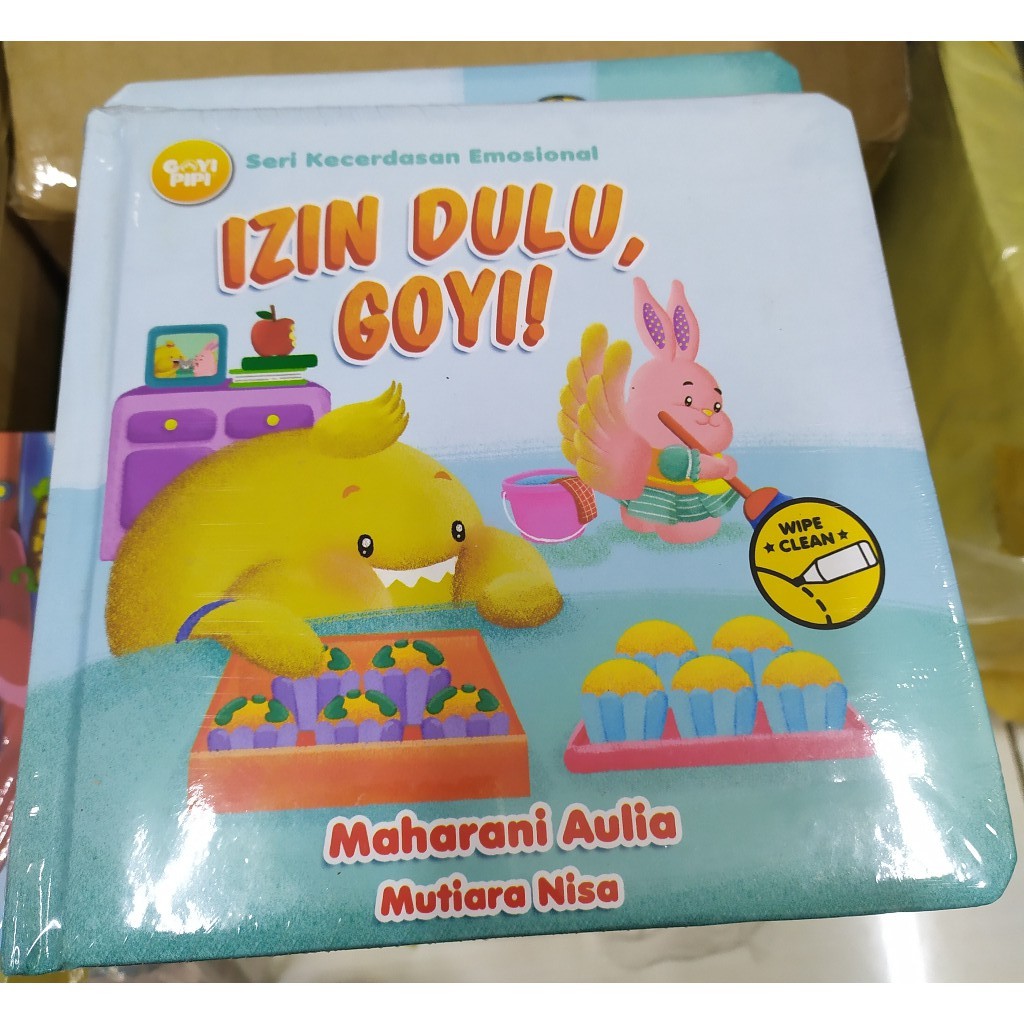 GOYI
PIPI
Seri Kecerdasan Emosional
IZIN DULU,
GOYI!
WIPE
CLEAN
Maharani Aulia
Mutiara Nisa